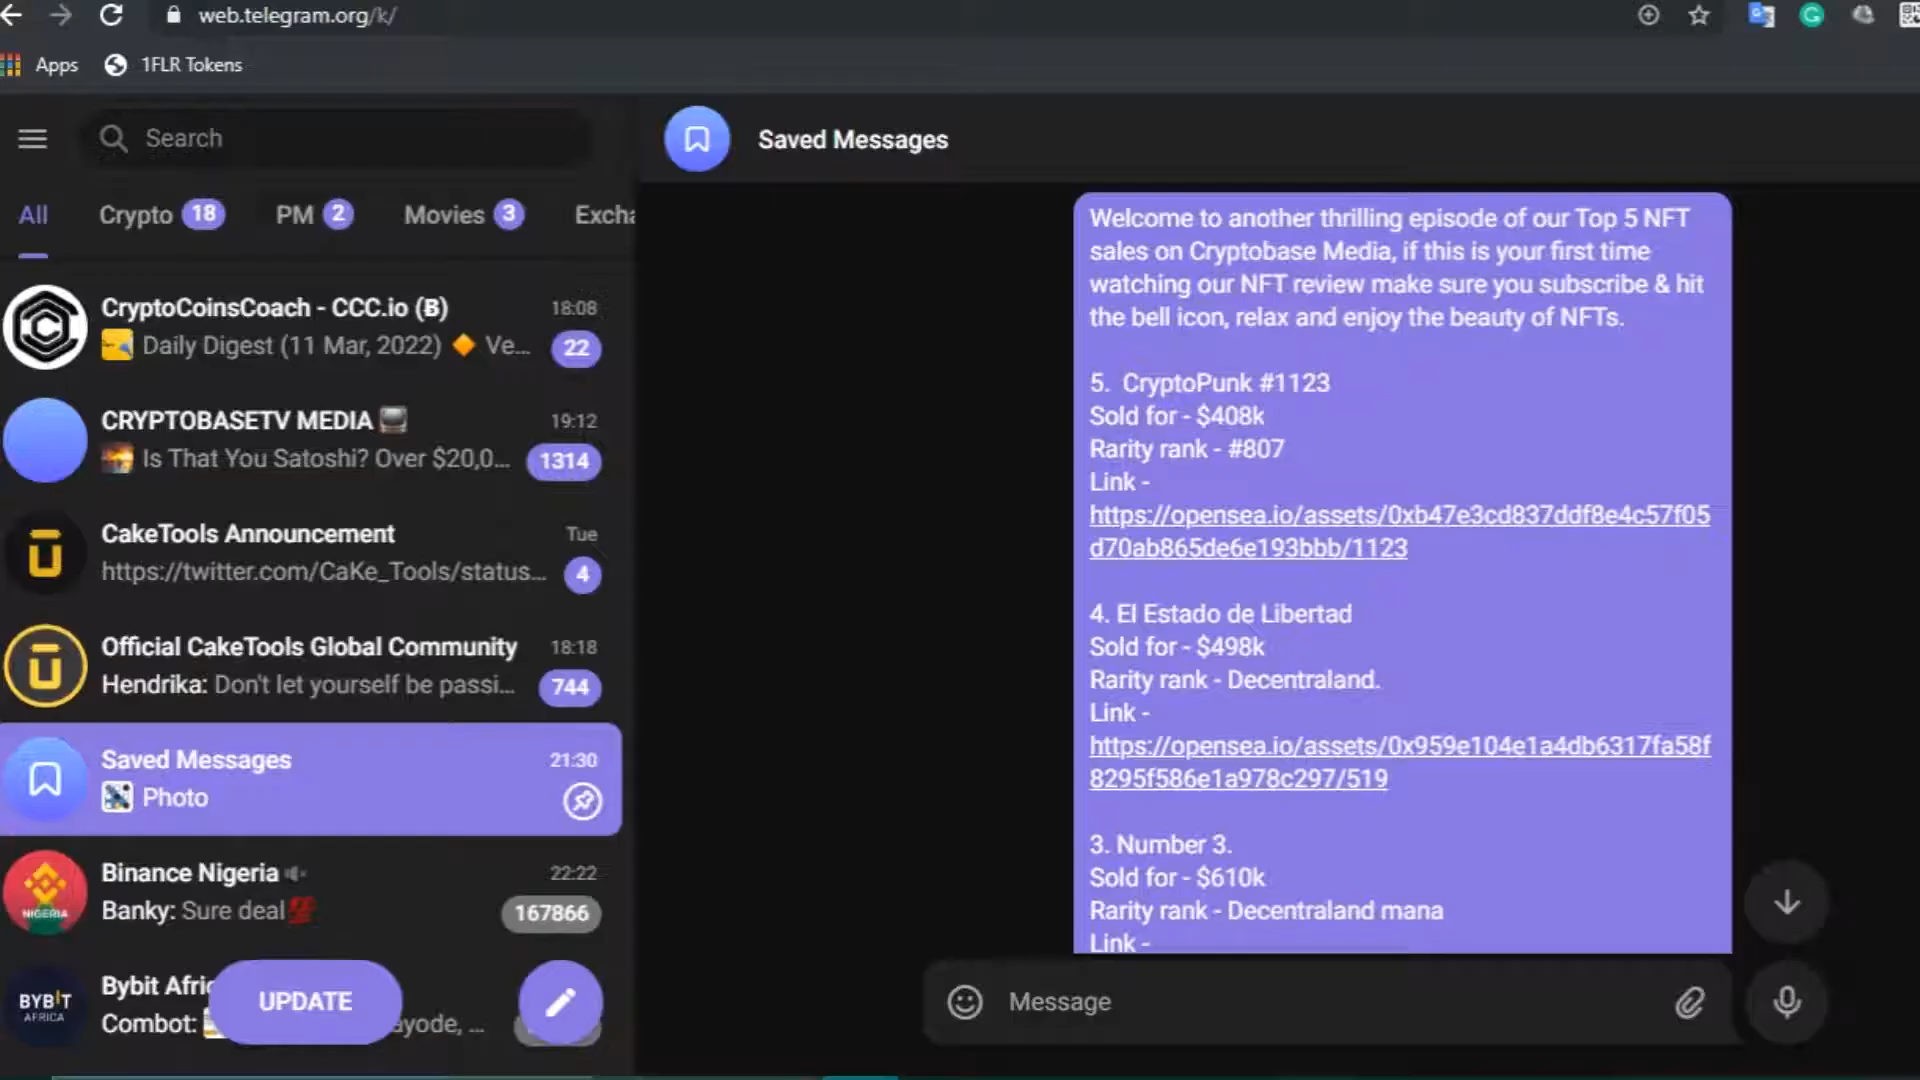 web.telegram.org/k/
Apps
1FLR Tokens
Search
Saved Messages
All
Crypto 18
PM 2
Movies 3
Excha
CryptoCoinsCoach - CCC.io (B)
18:08
Daily Digest (11 Mar, 2022) 🔶 Ve...
22
CRYPTOBASETV MEDIA
19:12
Is That You Satoshi? Over $20,0...
1314
CakeTools Announcement
Tue
https://twitter.com/CaKe_Tools/status...
4
Official CakeTools Global Community
18:18
Hendrika: Don't let yourself be passi...
744
Saved Messages
21:30
Photo
NIGERIA
Binance Nigeria
22:22
Banky: Sure deal💯
167866
BYBIT
AFRICA
Bybit Afric
Combot:
ayode, ...
UPDATE
Welcome to another thrilling episode of our Top 5 NFT
sales on Cryptobase Media, if this is your first time
watching our NFT review make sure you subscribe & hit
the bell icon, relax and enjoy the beauty of NFTs.
5. CryptoPunk #1123
Sold for - $408k
Rarity rank - #807
Link -
https://opensea.io/assets/0xb47e3cd837ddf8e4c57f05
d70ab865de6e193bbb/1123
4. El Estado de Libertad
Sold for - $498k
Rarity rank - Decentraland.
Link -
https://opensea.io/assets/0x959e104e1a4db6317fa58f
8295f586e1a978c297/519
3. Number 3.
Sold for - $610k
Rarity rank - Decentraland mana
Link -
Message